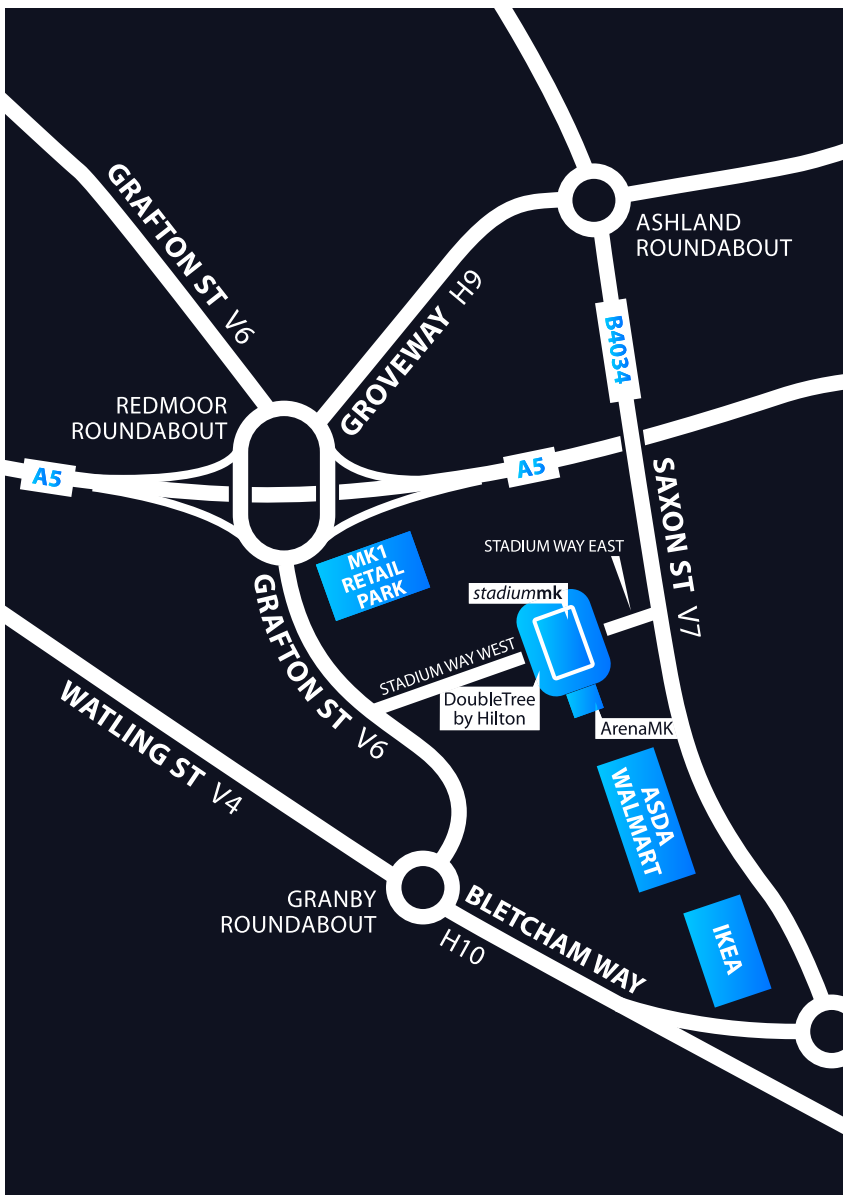 GRAFTON ST V6
ASHLAND
ROUNDABOUT
GROVEWAY H9
B4034
REDMOOR
ROUNDABOUT
A5
A5
SAXON ST V7
MK1
RETAIL
PARK
STADIUM WAY EAST
stadiummk
GRAFTON ST V6
STADIUM WAY WEST
DoubleTree
by Hilton
ArenaMK
WATLING ST V4
ASDA
WALMART
GRANBY
ROUNDABOUT
BLETCHAM WAY
H10
IKEA